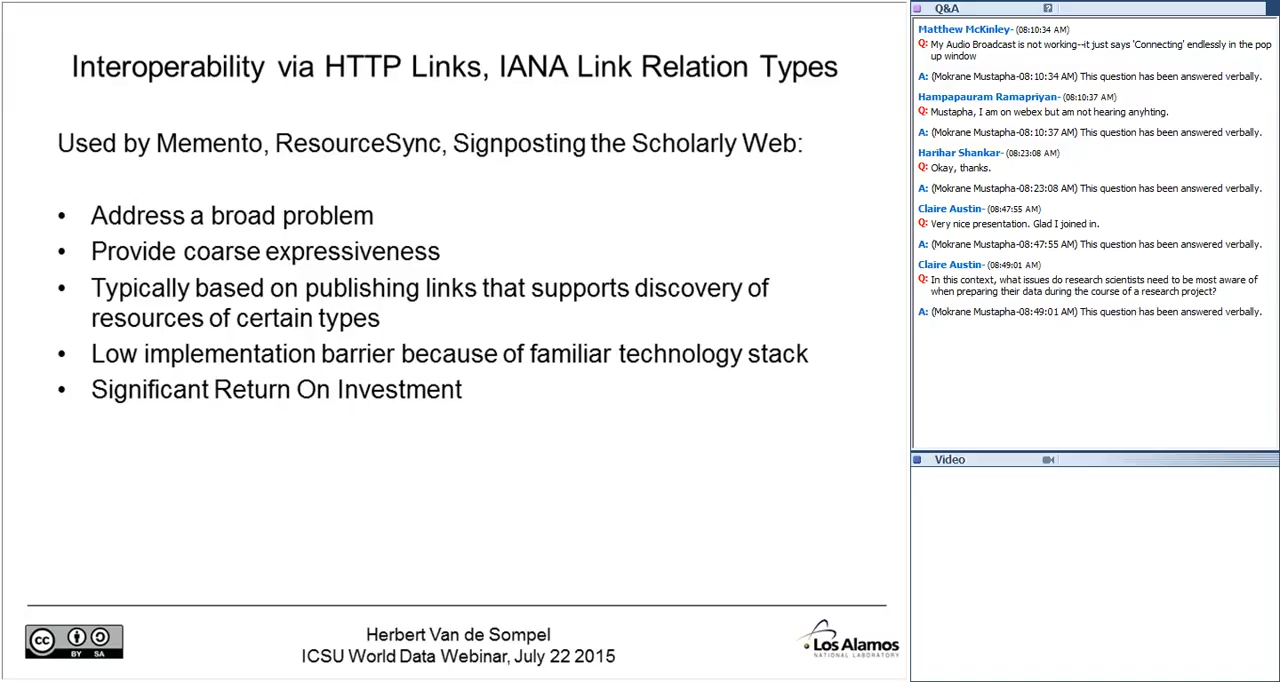 Interoperability via HTTP Links, IANA Link Relation Types
Used by Memento, ResourceSync, Signposting the Scholarly Web:
• Address a broad problem
• Provide coarse expressiveness
• Typically based on publishing links that supports discovery of
resources of certain types
• Low implementation barrier because of familiar technology stack
• Significant Return On Investment
cc BY SA
Herbert Van de Sompel
ICSU World Data Webinar, July 22 2015
Los Alamos
NATIONAL LABORATORY
Q&A
Matthew McKinley- (08:10:34 AM)
Q: My Audio Broadcast is not working--it just says 'Connecting' endlessly in the pop
up window
A: (Mokrane Mustapha-08:10:34 AM) This question has been answered verbally.
Hampapauram Ramapriyan- (08:10:37 AM)
Q: Mustapha, I am on webex but am not hearing anyhting.
A: (Mokrane Mustapha-08:10:37 AM) This question has been answered verbally.
Harihar Shankar- (08:23:08 AM)
Q: Okay, thanks.
A: (Mokrane Mustapha-08:23:08 AM) This question has been answered verbally.
Claire Austin- (08:47:55 AM)
Q: Very nice presentation. Glad I joined in.
A: (Mokrane Mustapha-08:47:55 AM) This question has been answered verbally.
Claire Austin- (08:49:01 AM)
Q: In this context, what issues do research scientists need to be most aware of
when preparing their data during the course of a research project?
A: (Mokrane Mustapha-08:49:01 AM) This question has been answered verbally.
Video